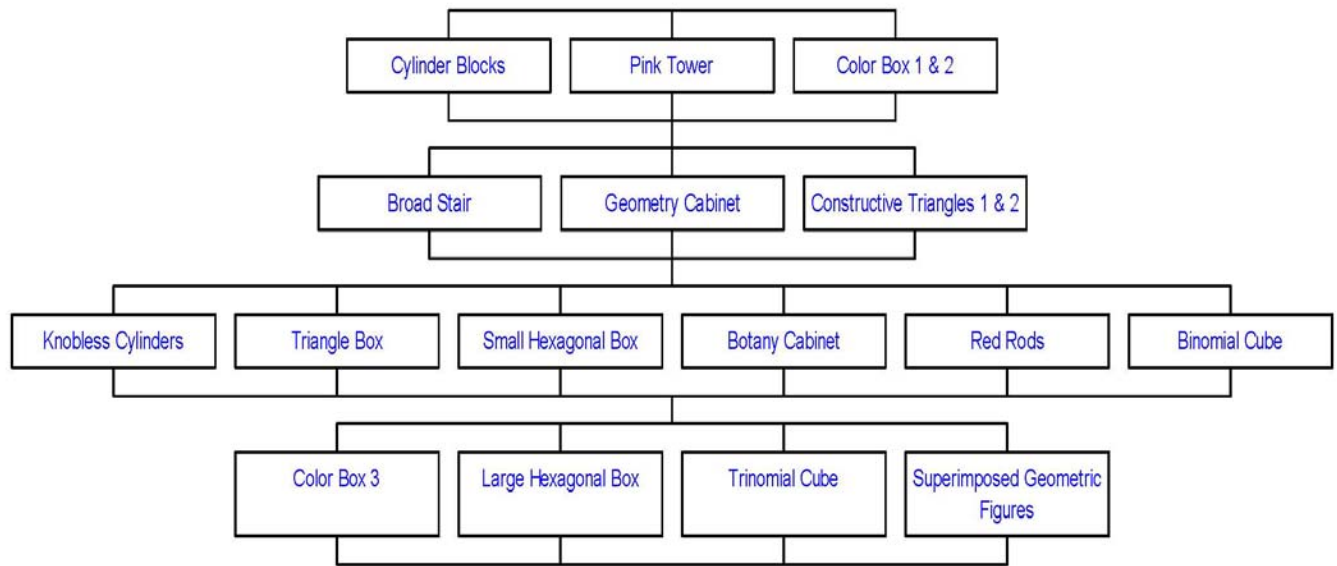 Cylinder Blocks
Pink Tower
Color Box 1 & 2
Broad Stair
Geometry Cabinet
Constructive Triangles 1 & 2
Knobless Cylinders
Triangle Box
Small Hexagonal Box
Botany Cabinet
Red Rods
Binomial Cube
Color Box 3
Large Hexagonal Box
Trinomial Cube
Superimposed Geometric
Figures